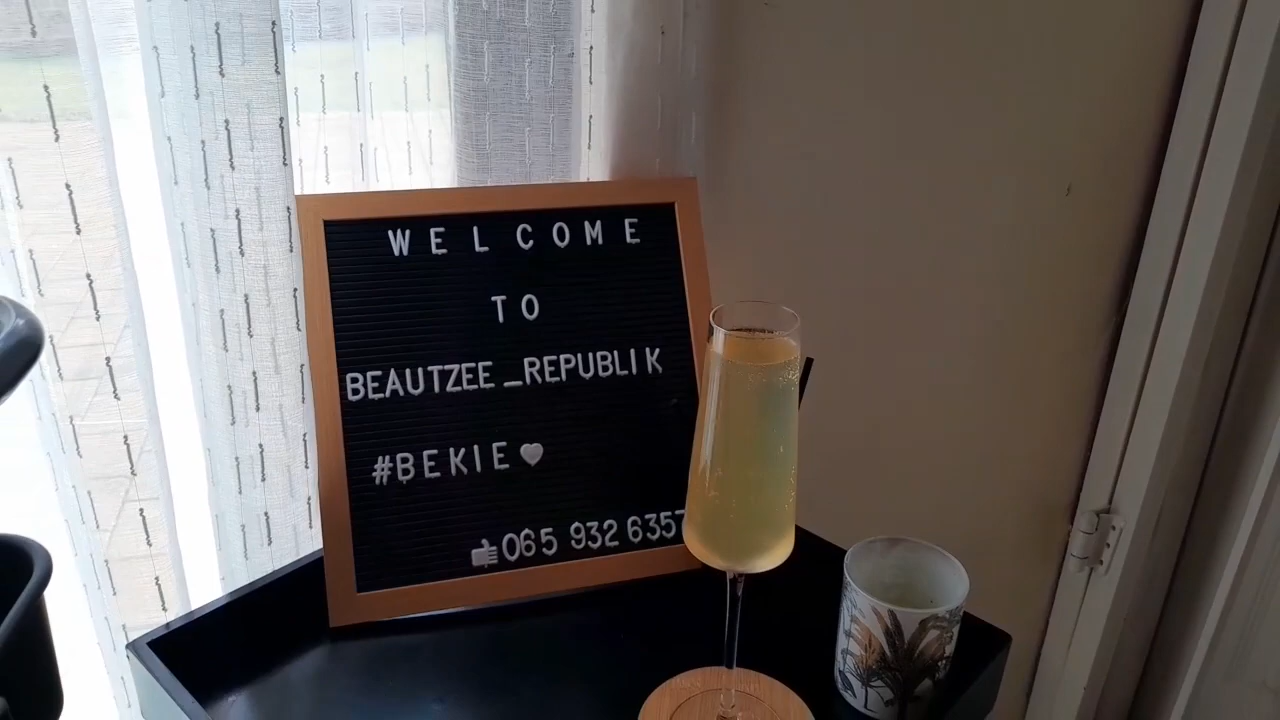 WELCOME
TO
BEAUTZEE_REPUBLIK
#BEKIE♥
👍065 932 6357